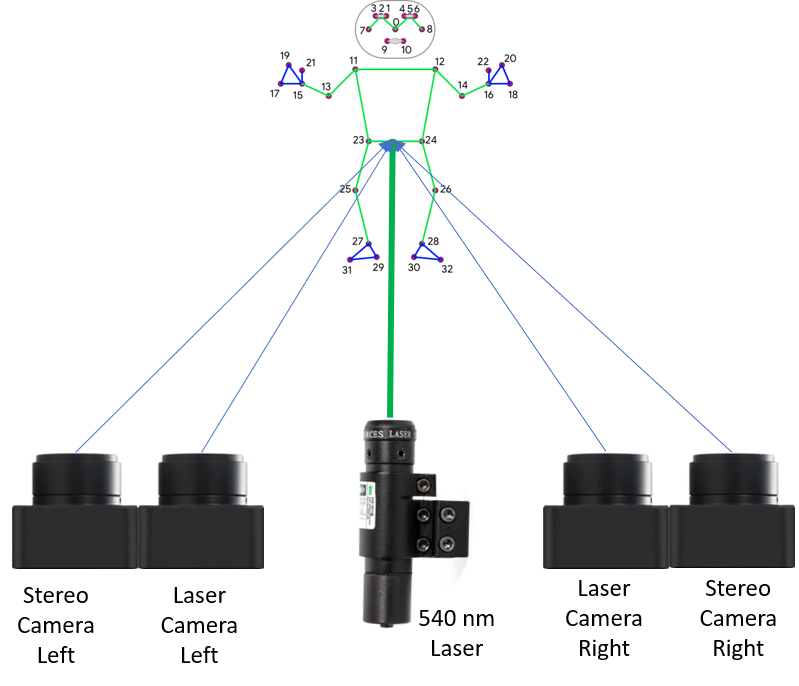 3 2 1 4 5 6
0
7 8
9 10
19 21 11 12 22 20
17 15 13 14 16 18
23 24
25 26
27 28
31 29 30 32
RCES LASER
Stereo
Camera
Left
Laser
Camera
Left
540 nm
Laser
Laser
Camera
Right
Stereo
Camera
Right